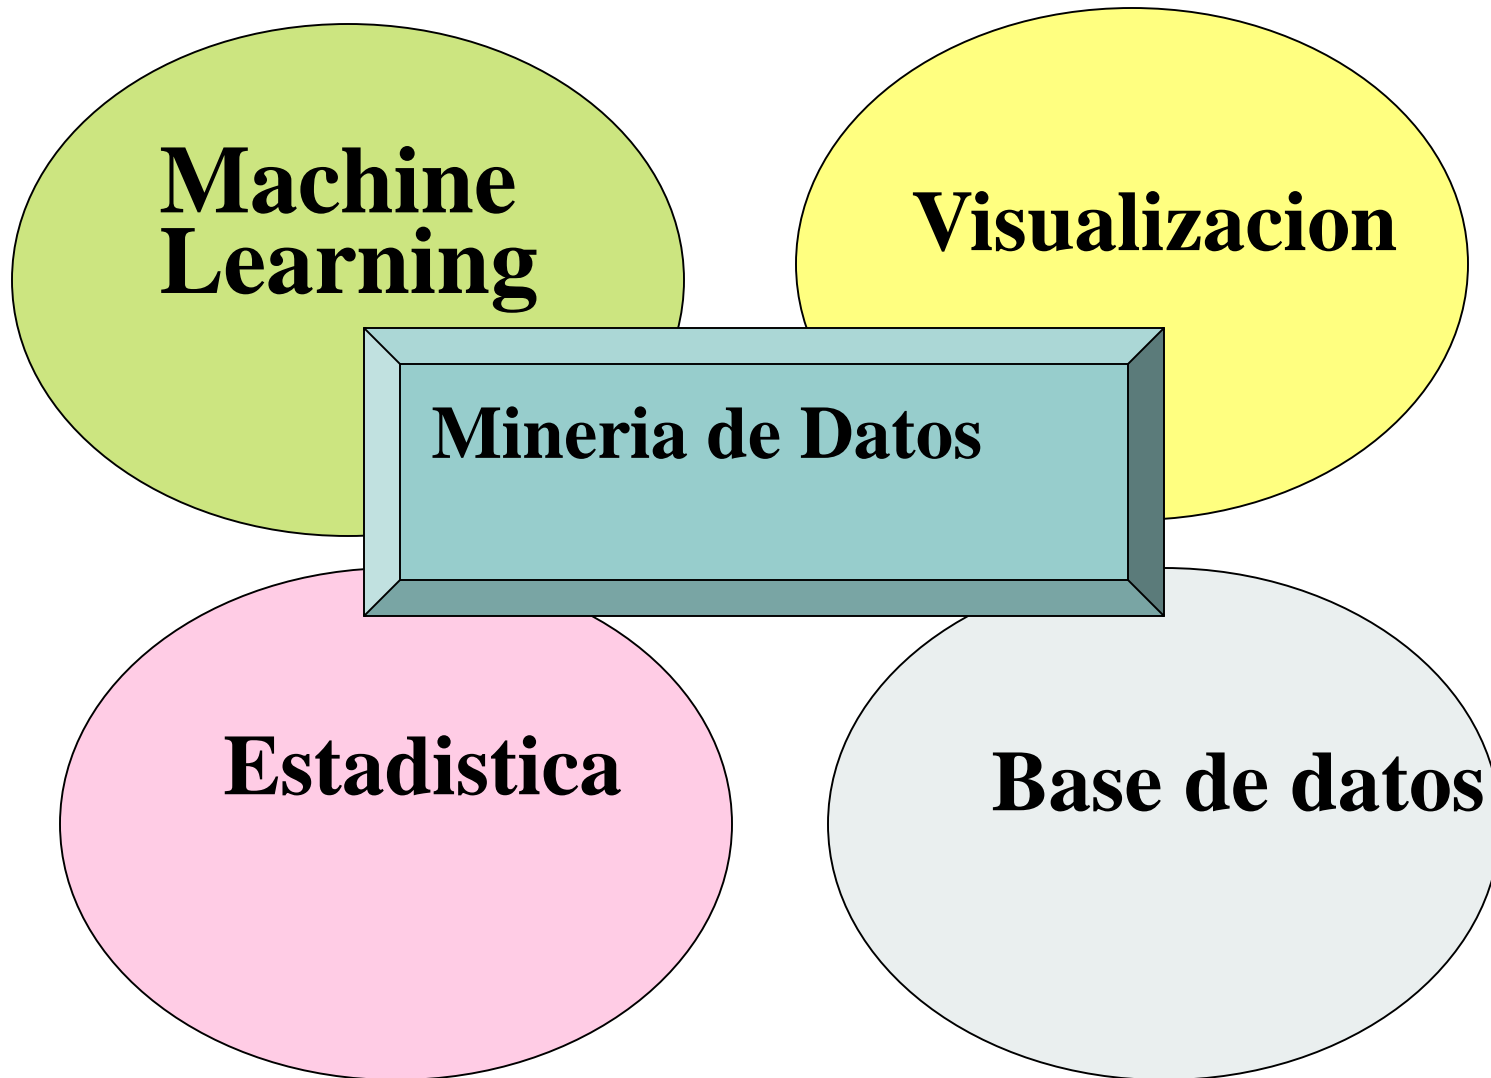 Machine
Learning
Visualizacion
Mineria de Datos
Estadistica
Base de datos